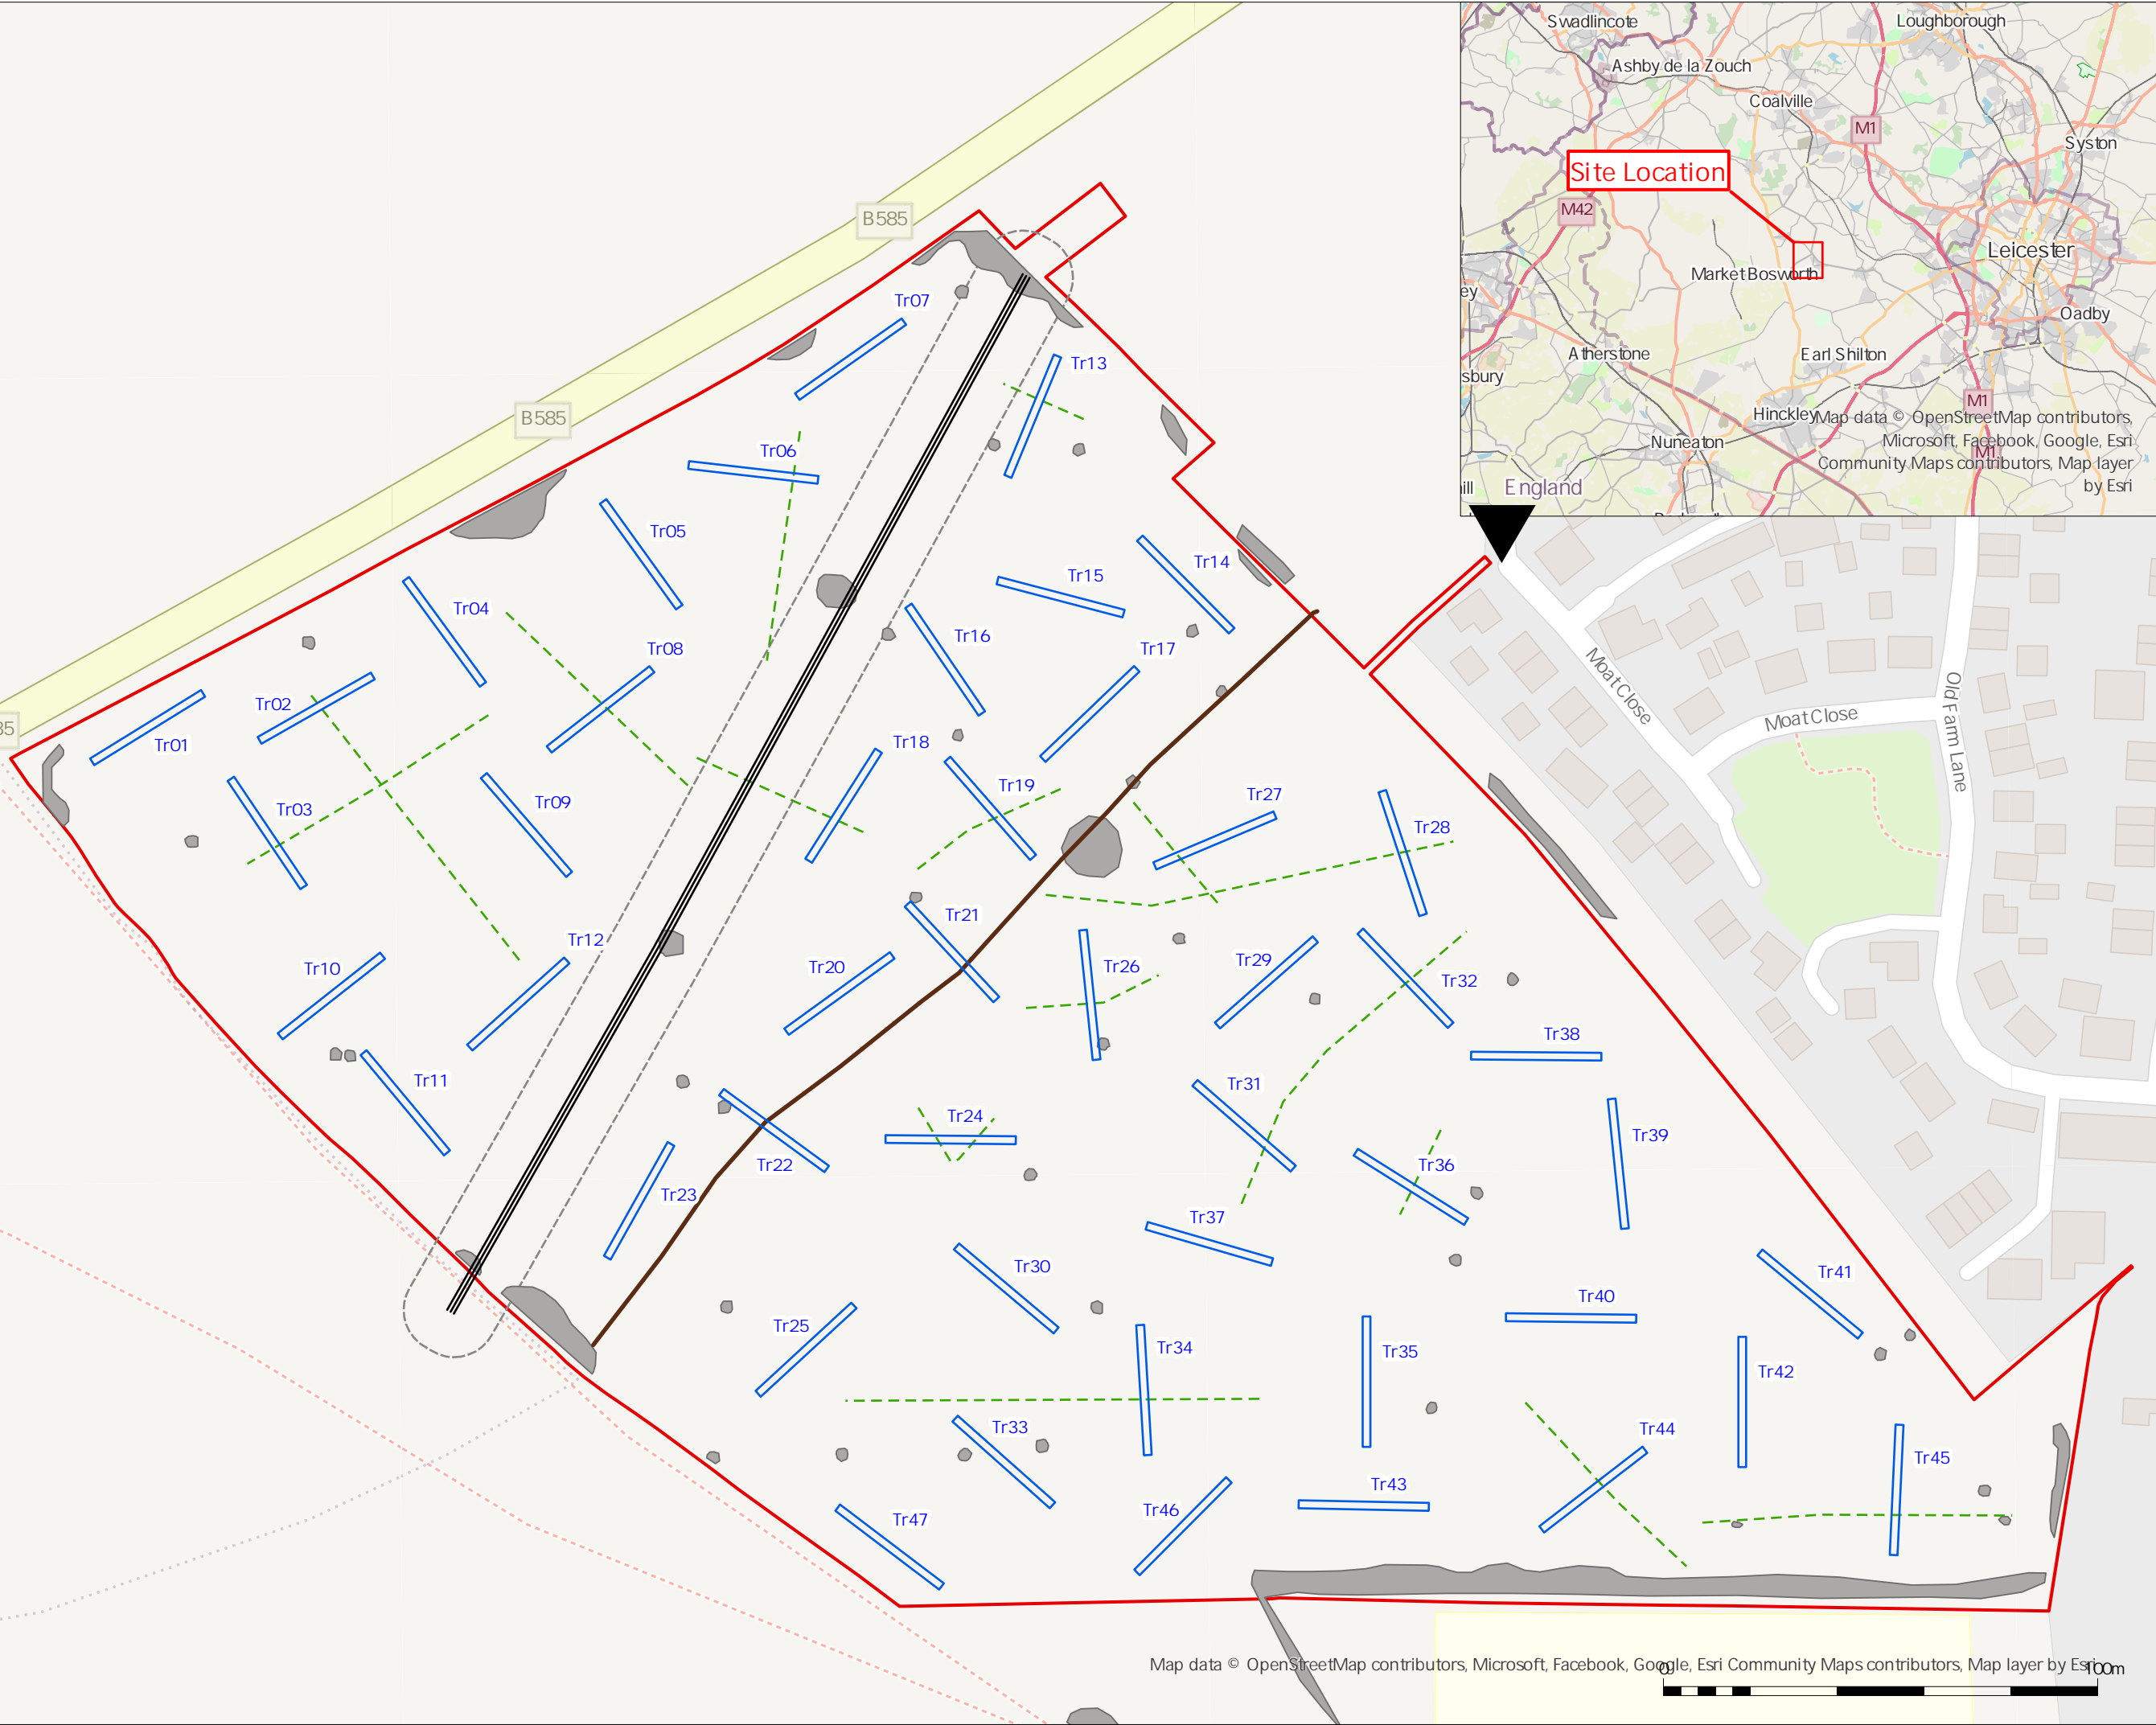 Swadlincote
Loughborough
Ashby de la Zouch
Coalville
M1
Syston
Site Location
M42
Leicester
Market Bosworth
ey
Oadby
Atherstone
Earl Shilton
sbury
M1
Hinckley
Map data © OpenStreetMap contributors,
Microsoft, Facebook, Google, Esri
Nuneaton
M1
Community Maps contributors, Map layer
by Esri
ill
England
B585
B585
35
Tr07
Tr13
Tr06
Tr05
Tr14
Tr15
Tr04
Tr16
Tr08
Tr17
Tr02
Tr01
Tr18
Tr19
Tr03
Tr09
Tr27
Tr28
Tr21
Tr12
Tr10
Tr20
Tr26
Tr29
Tr32
Tr38
Tr11
Tr31
Tr24
Tr39
Tr22
Tr36
Tr23
Tr37
Tr30
Tr41
Tr40
Tr25
Tr34
Tr35
Tr42
Tr33
Tr44
Tr45
Tr43
Tr46
Tr47
Moat Close
Moat Close
Old Farm Lane
Map data © OpenStreetMap contributors, Microsoft, Facebook, Google, Esri Community Maps contributors, Map layer by Esri
0
100m